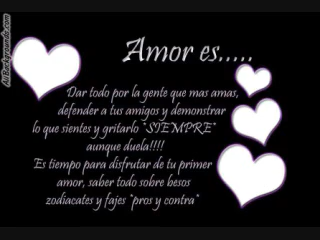 Amor es.....
Dar todo por la gente que mas amas,
defender a tus amigos y demonstrar
lo que sientes y gritarlo *SIEMPRE*
aunque duela!!!!
Es tiempo para disfrutar de tu primer
amor, saber todo sobre besos
zodiacates y fajes *pros y contra*